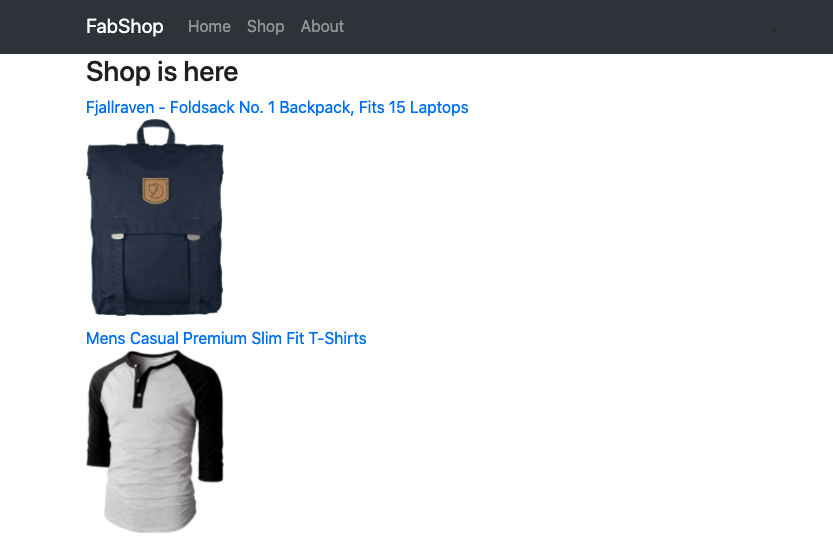 FabShop Home Shop About
Shop is here
Fjallraven - Foldsack No. 1 Backpack, Fits 15 Laptops
Mens Casual Premium Slim Fit T-Shirts